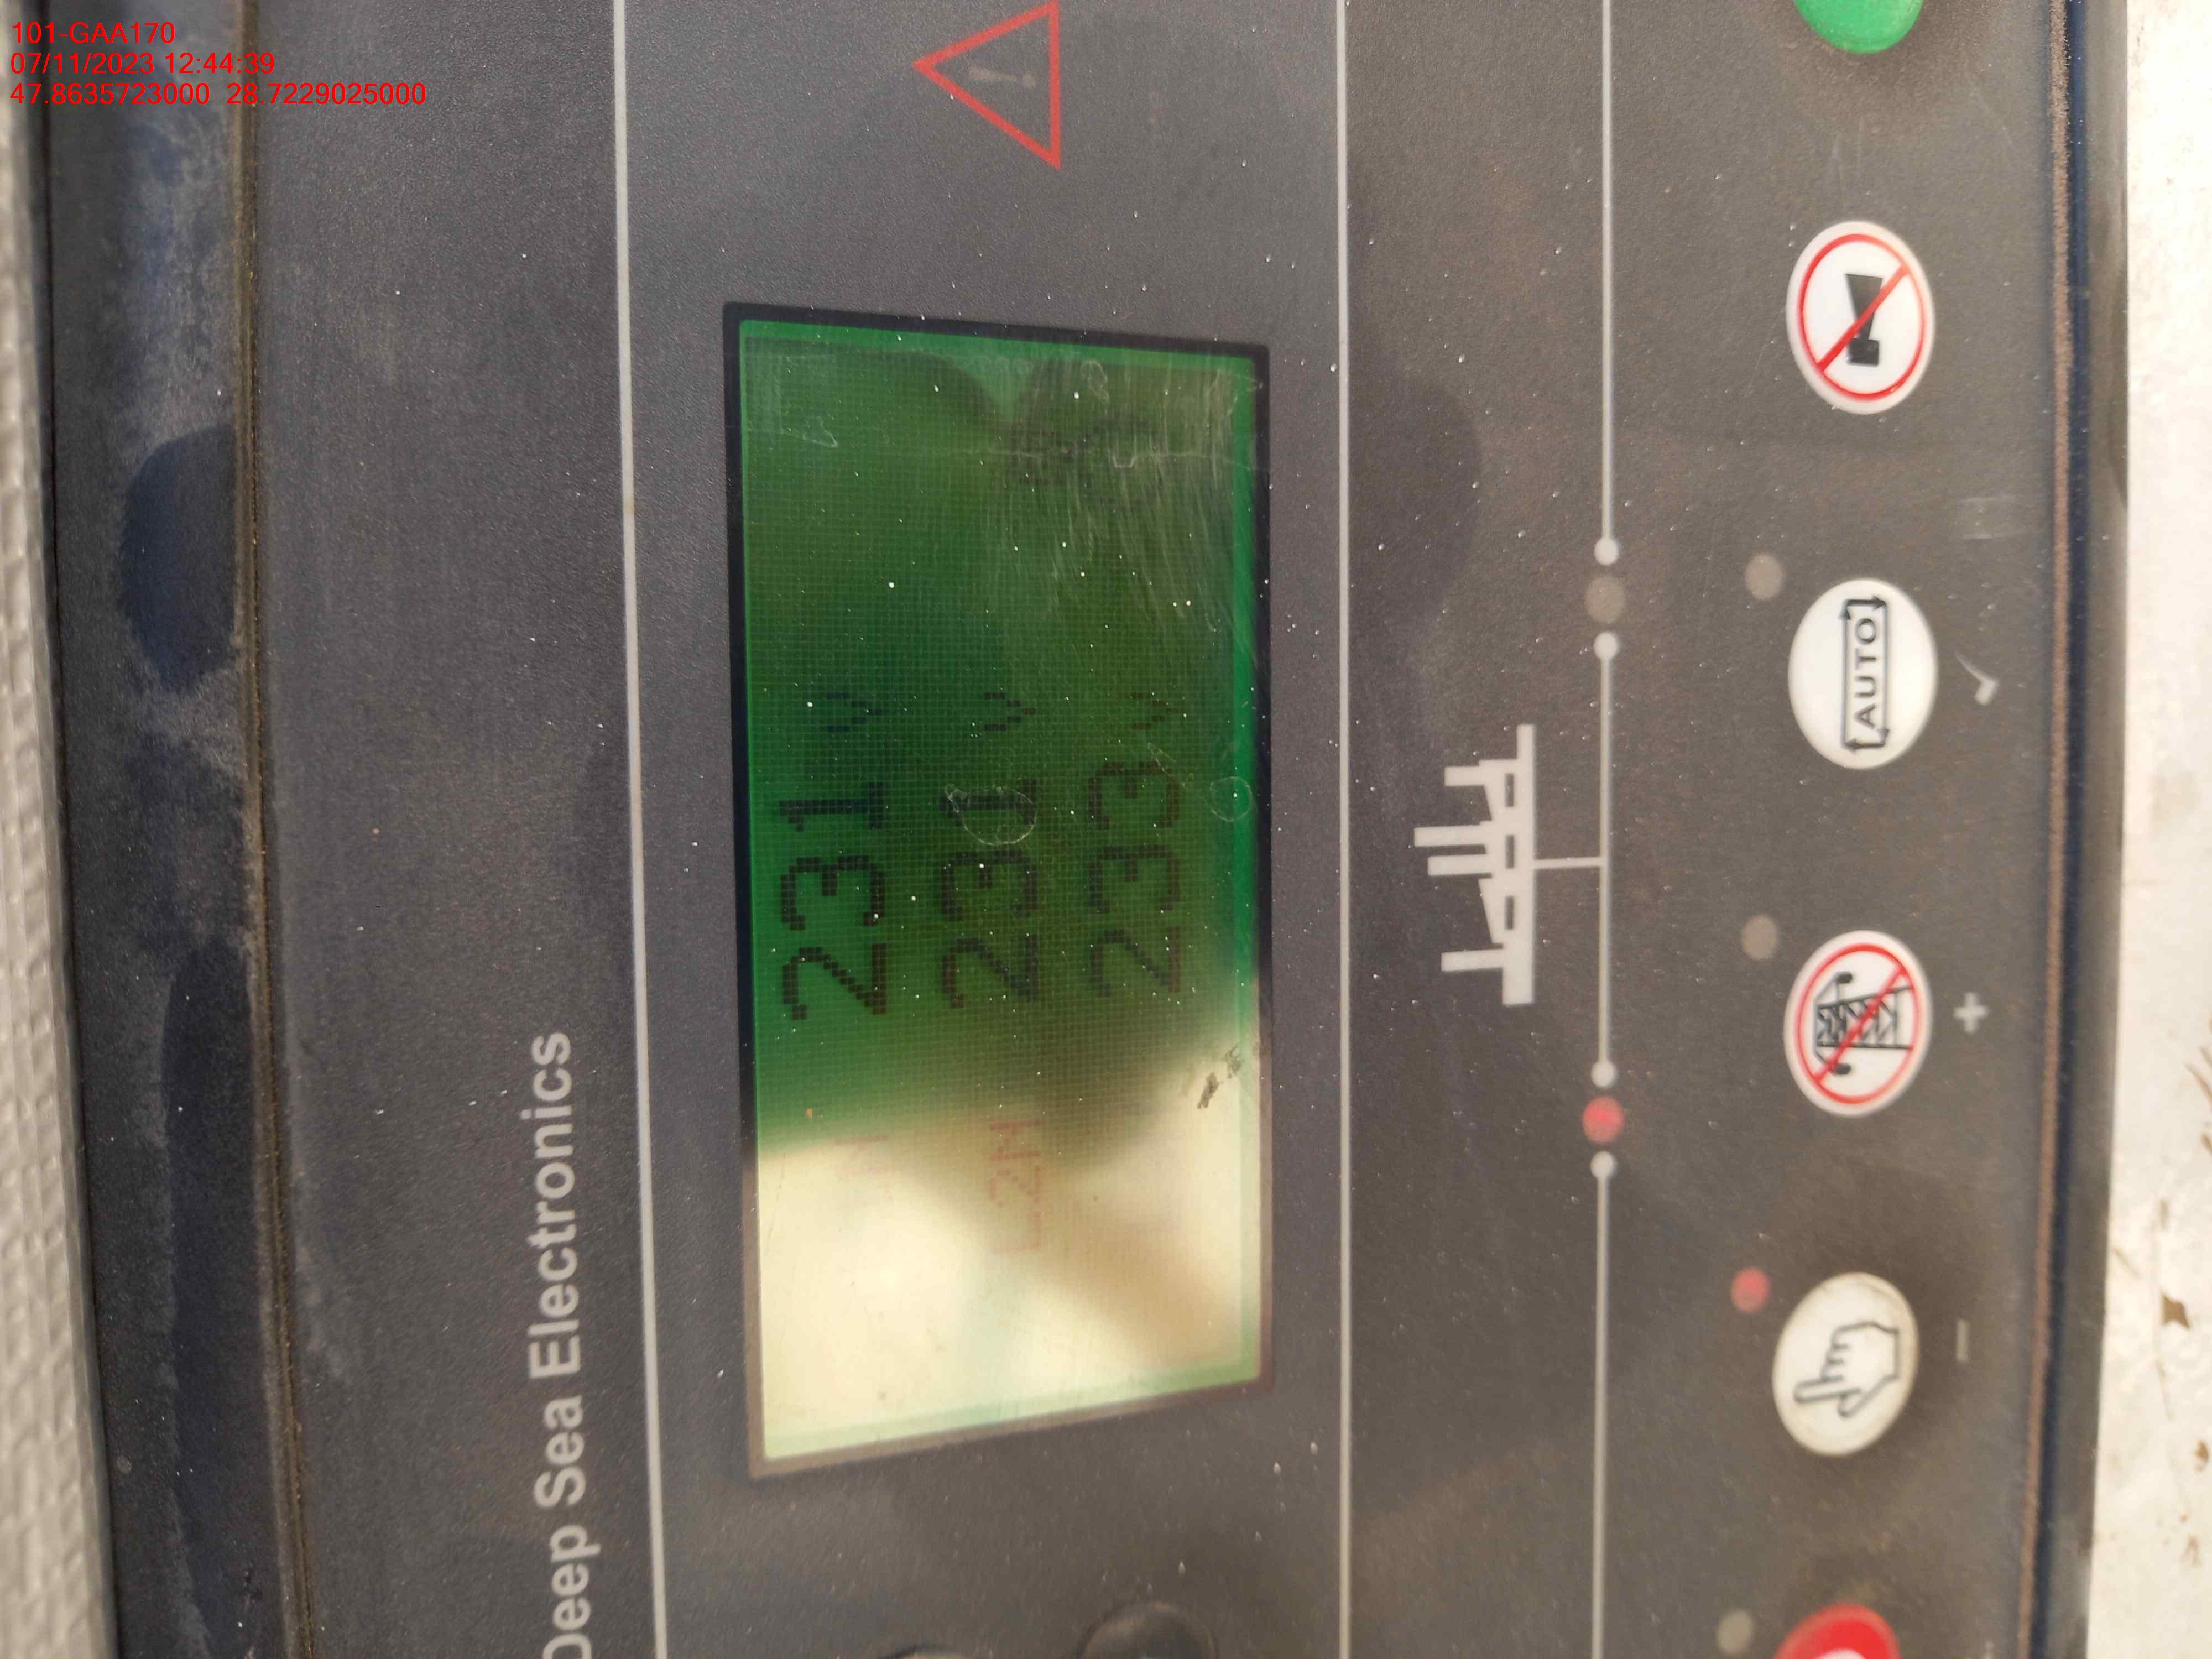 101-GAA170
07/11/2023 12:44:39
47.8635723000 28.7229025000
Deep Sea Electronics
231 V
L2N 231 V
233 V
AUTO